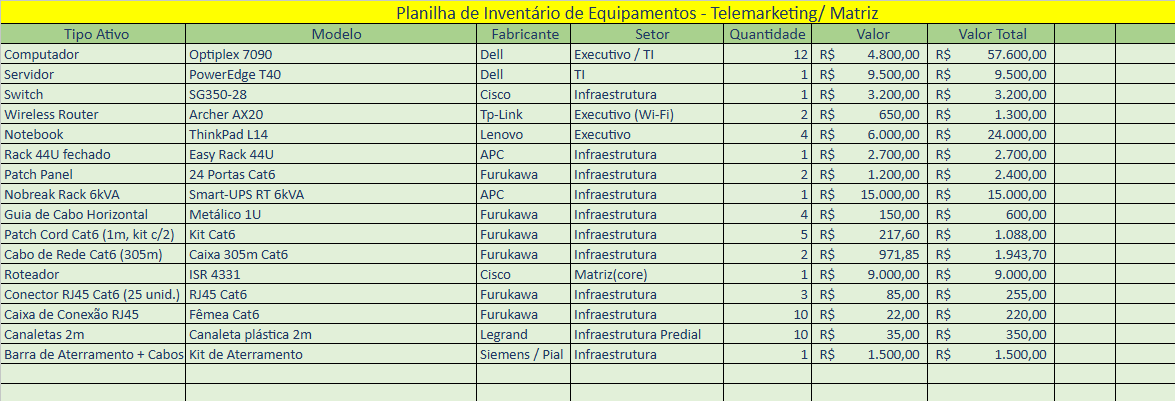 Planilha de Inventário de Equipamentos - Telemarketing/ Matriz
Tipo Ativo Modelo Fabricante Setor Quantidade Valor Valor Total
Computador Optiplex 7090 Dell Executivo / TI 12 R$ 4.800,00 R$ 57.600,00
Servidor PowerEdge T40 Dell TI 1 R$ 9.500,00 R$ 9.500,00
Switch SG350-28 Cisco Infraestrutura 1 R$ 3.200,00 R$ 3.200,00
Wireless Router Archer AX20 Tp-Link Executivo (Wi-Fi) 2 R$ 650,00 R$ 1.300,00
Notebook ThinkPad L14 Lenovo Executivo 4 R$ 6.000,00 R$ 24.000,00
Rack 44U fechado Easy Rack 44U APC Infraestrutura 1 R$ 2.700,00 R$ 2.700,00
Patch Panel 24 Portas Cat6 Furukawa Infraestrutura 2 R$ 1.200,00 R$ 2.400,00
Nobreak Rack 6kVA Smart-UPS RT 6kVA APC Infraestrutura 1 R$ 15.000,00 R$ 15.000,00
Guia de Cabo Horizontal Metálico 1U Furukawa Infraestrutura 4 R$ 150,00 R$ 600,00
Patch Cord Cat6 (1m, kit c/2) Kit Cat6 Furukawa Infraestrutura 5 R$ 217,60 R$ 1.088,00
Cabo de Rede Cat6 (305m) Caixa 305m Cat6 Furukawa Infraestrutura 2 R$ 971,85 R$ 1.943,70
Roteador ISR 4331 Cisco Matriz(core) 1 R$ 9.000,00 R$ 9.000,00
Conector RJ45 Cat6 (25 unid.) RJ45 Cat6 Furukawa Infraestrutura 3 R$ 85,00 R$ 255,00
Caixa de Conexão RJ45 Fêmea Cat6 Furukawa Infraestrutura 10 R$ 22,00 R$ 220,00
Canaletas 2m Canaleta plástica 2m Legrand Infraestrutura Predial 10 R$ 35,00 R$ 350,00
Barra de Aterramento + Cabos Kit de Aterramento Siemens / Pial Infraestrutura 1 R$ 1.500,00 R$ 1.500,00